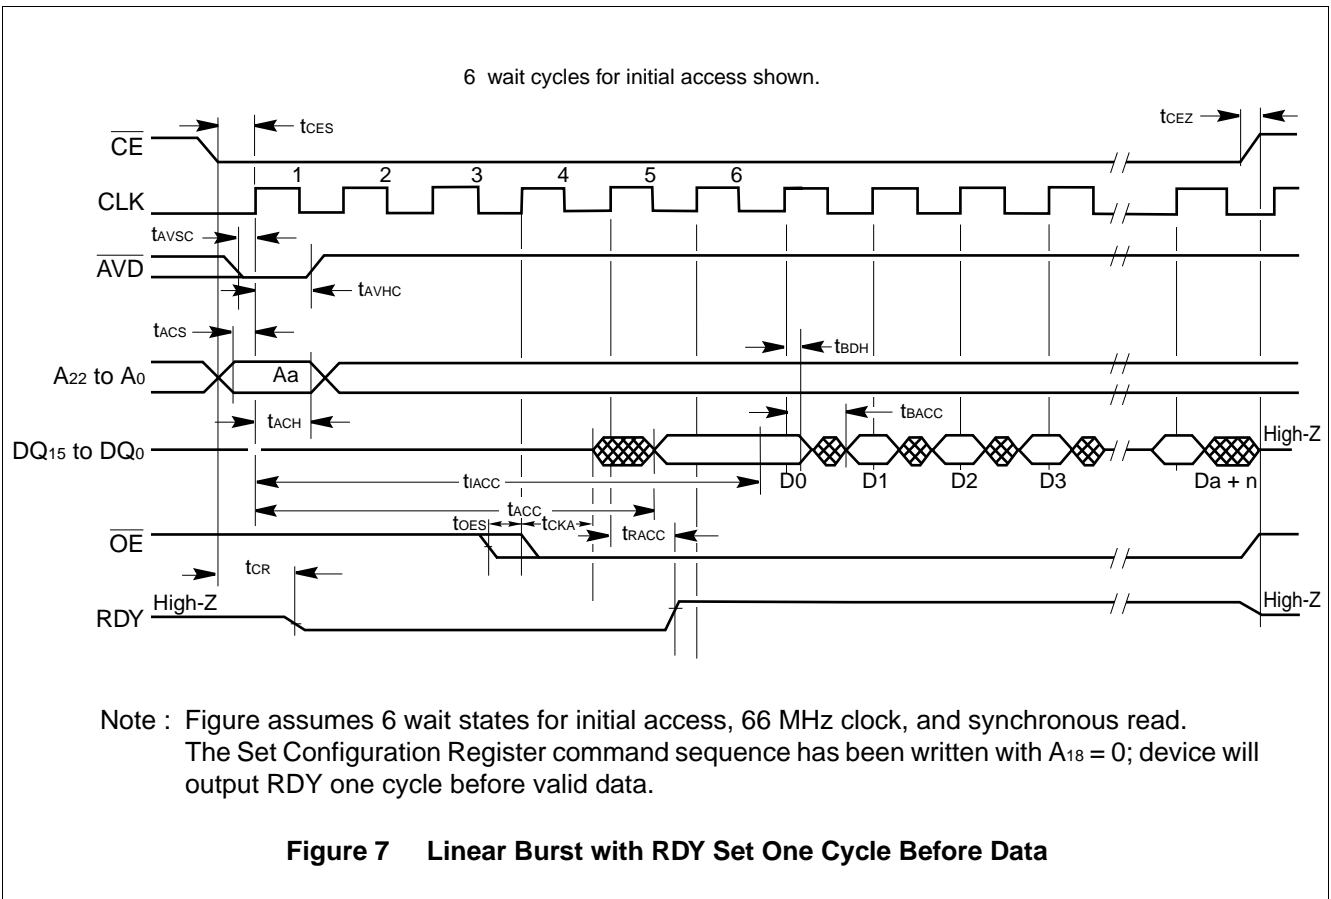 6 wait cycles for initial access shown.
tCES
tCEZ
CE
1 2 3 4 5 6
CLK
tAVSC
AVD
tAVHC
tACS
tBDH
A22 to A0
Aa
tACH
tBACC
DQ15 to DQ0
High-Z
D0 D1 D2 D3 Da + n
tIACC
tACC
tOES
tCKA
tRACC
OE
tCR
High-Z
High-Z
RDY
Note : Figure assumes 6 wait states for initial access, 66 MHz clock, and synchronous read.
The Set Configuration Register command sequence has been written with A18 = 0; device will
output RDY one cycle before valid data.
Figure 7 Linear Burst with RDY Set One Cycle Before Data